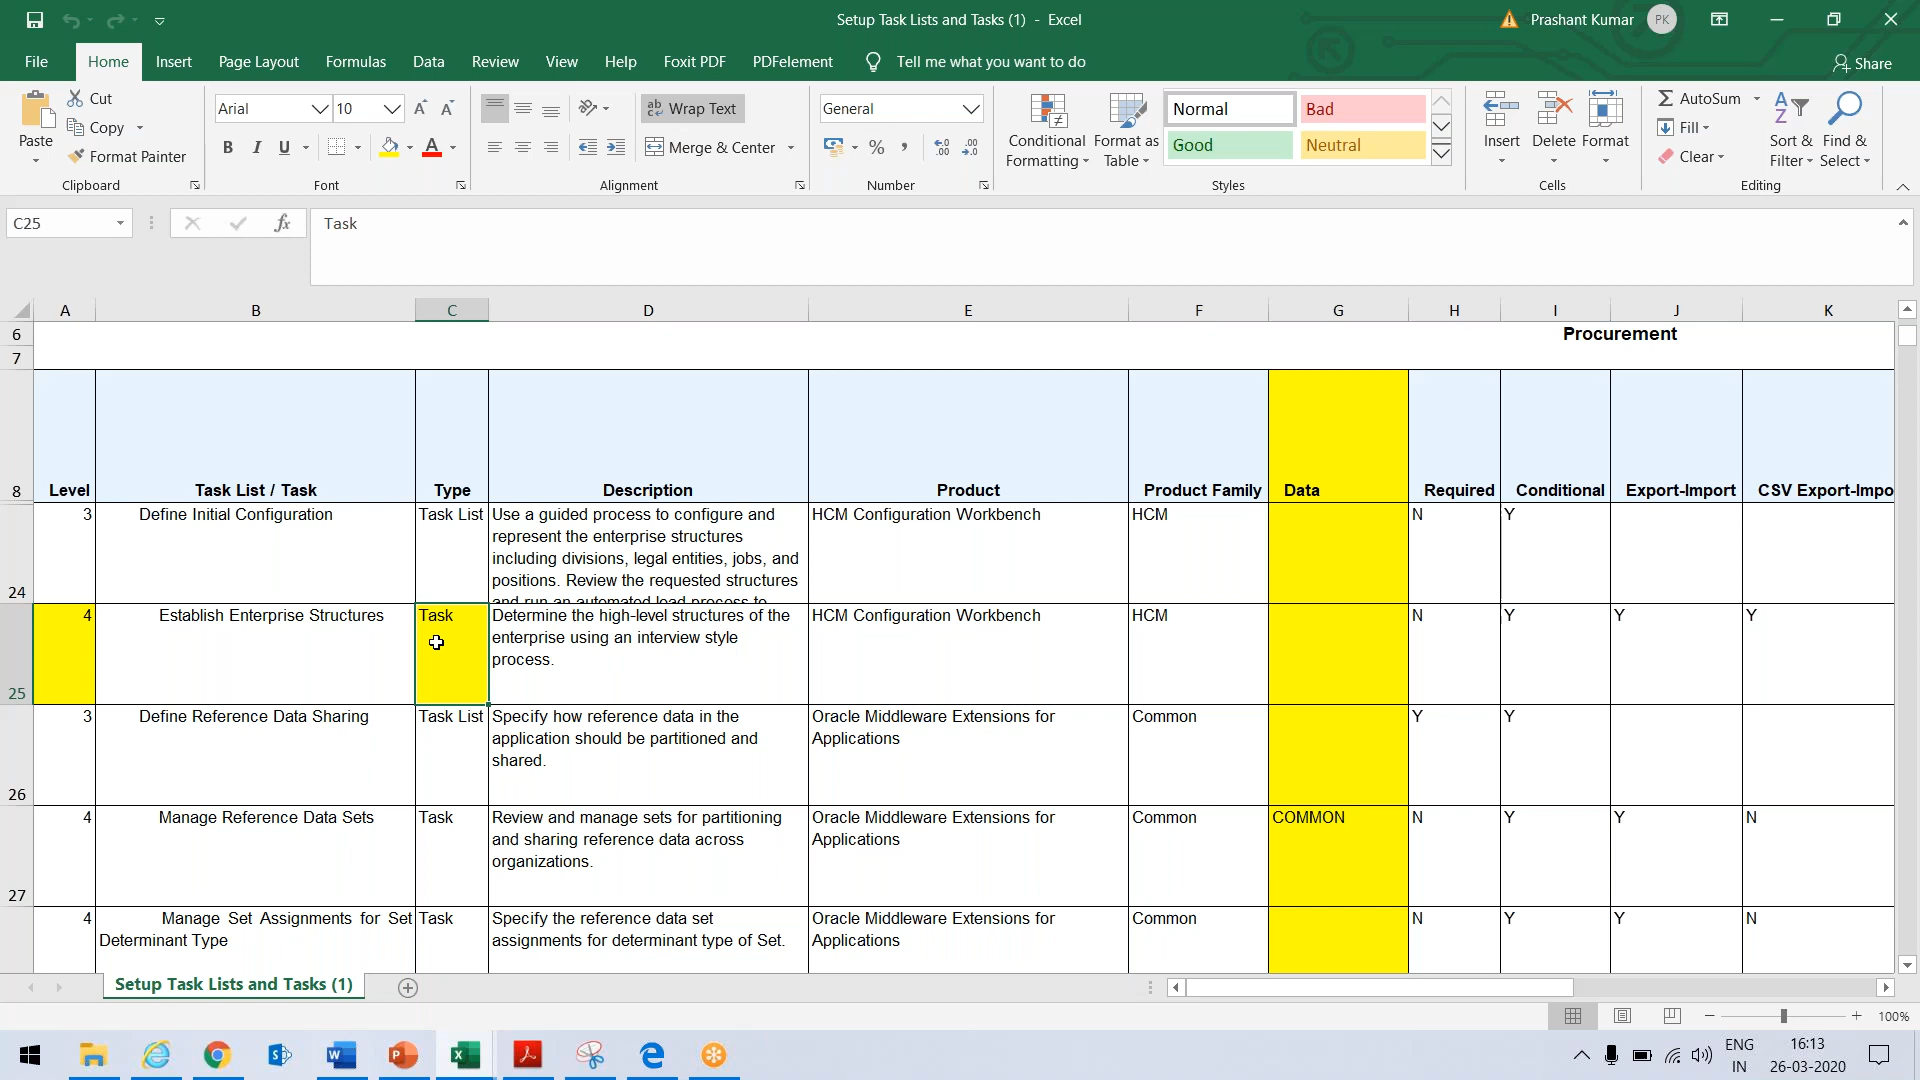 Setup Task Lists and Tasks (1) - Excel
Prashant Kumar PK
File Home Insert Page Layout Formulas Data Review View Help Foxit PDF PDFelement Tell me what you want to do Share
Paste Cut
Copy
Format Painter
Clipboard
Arial 10
B I U
Font
Wrap Text
Merge & Center
Alignment
General
Number
Conditional Formatting
Format as Table
Normal Bad
Good Neutral
Styles
Insert Delete Format
Cells
AutoSum
Fill
Clear
Sort & Filter
Find & Select
Editing
C25 fx Task
A B C D E F G H I J K
6 Procurement
7
8 Level Task List / Task Type Description Product Product Family Data Required Conditional Export-Import CSV Export-Impo
24 3 Define Initial Configuration Task List Use a guided process to configure and HCM Configuration Workbench HCM N Y
represent the enterprise structures
including divisions, legal entities, jobs, and
positions. Review the requested structures
and run an automated load process to
25 4 Establish Enterprise Structures Task Determine the high-level structures of the HCM Configuration Workbench HCM N Y Y Y
enterprise using an interview style
process.
26 3 Define Reference Data Sharing Task List Specify how reference data in the Oracle Middleware Extensions for Common Y Y
application should be partitioned and Applications
shared.
27 4 Manage Reference Data Sets Task Review and manage sets for partitioning Oracle Middleware Extensions for Common COMMON N Y Y N
and sharing reference data across Applications
organizations.
4 Manage Set Assignments for Set Task Specify the reference data set Oracle Middleware Extensions for Common N Y Y N
Determinant Type assignments for determinant type of Set. Applications
Setup Task Lists and Tasks (1)
100%
ENG 16:13
IN 26-03-2020